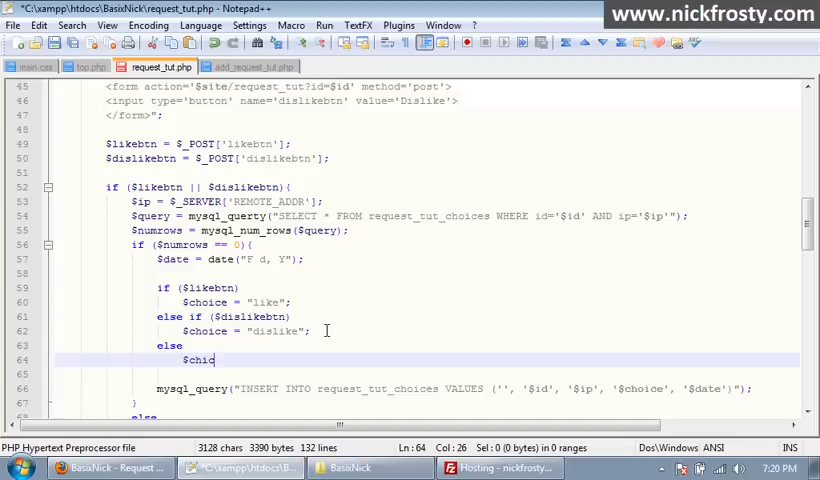 www.nickfrosty.com
*C:\xampp\htdocs\BasixNick\request_tut.php - Notepad++
File Edit Search View Encoding Language Settings Macro Run TextFX Plugins Window ?
main.css top.php request_tut.php add_request_tut.php
45 <form action='$site/request_tut?id=$id' method='post'>
46 <input type='button' name='dislikebtn' value='Dislike'>
47 </form>";
48
49 $likebtn = $_POST['likebtn'];
50 $dislikebtn = $_POST['dislikebtn'];
51
52 if ($likebtn || $dislikebtn){
53 $ip = $_SERVER['REMOTE_ADDR'];
54 $query = mysql_querty("SELECT * FROM request_tut_choices WHERE id='$id' AND ip='$ip'");
55 $numrows = mysql_num_rows($query);
56 if ($numrows == 0){
57 $date = date("F d, Y");
58
59 if ($likebtn)
60 $choice = "like";
61 else if ($dislikebtn)
62 $choice = "dislike";
63 else
64 $chic
65
66 mysql_query("INSERT INTO request_tut_choices VALUES ('', '$id', '$ip', '$choice', '$date')");
67 }
68 else
PHP Hypertext Preprocessor file 3128 chars 3390 bytes 132 lines Ln : 64 Col : 26 Sel : 0 (0 bytes) in 0 ranges Dos\Windows ANSI INS
BasixNick - Request ... *C:\xampp\htdocs\B... BasixNick Hosting - nickfrosty... 7:20 PM